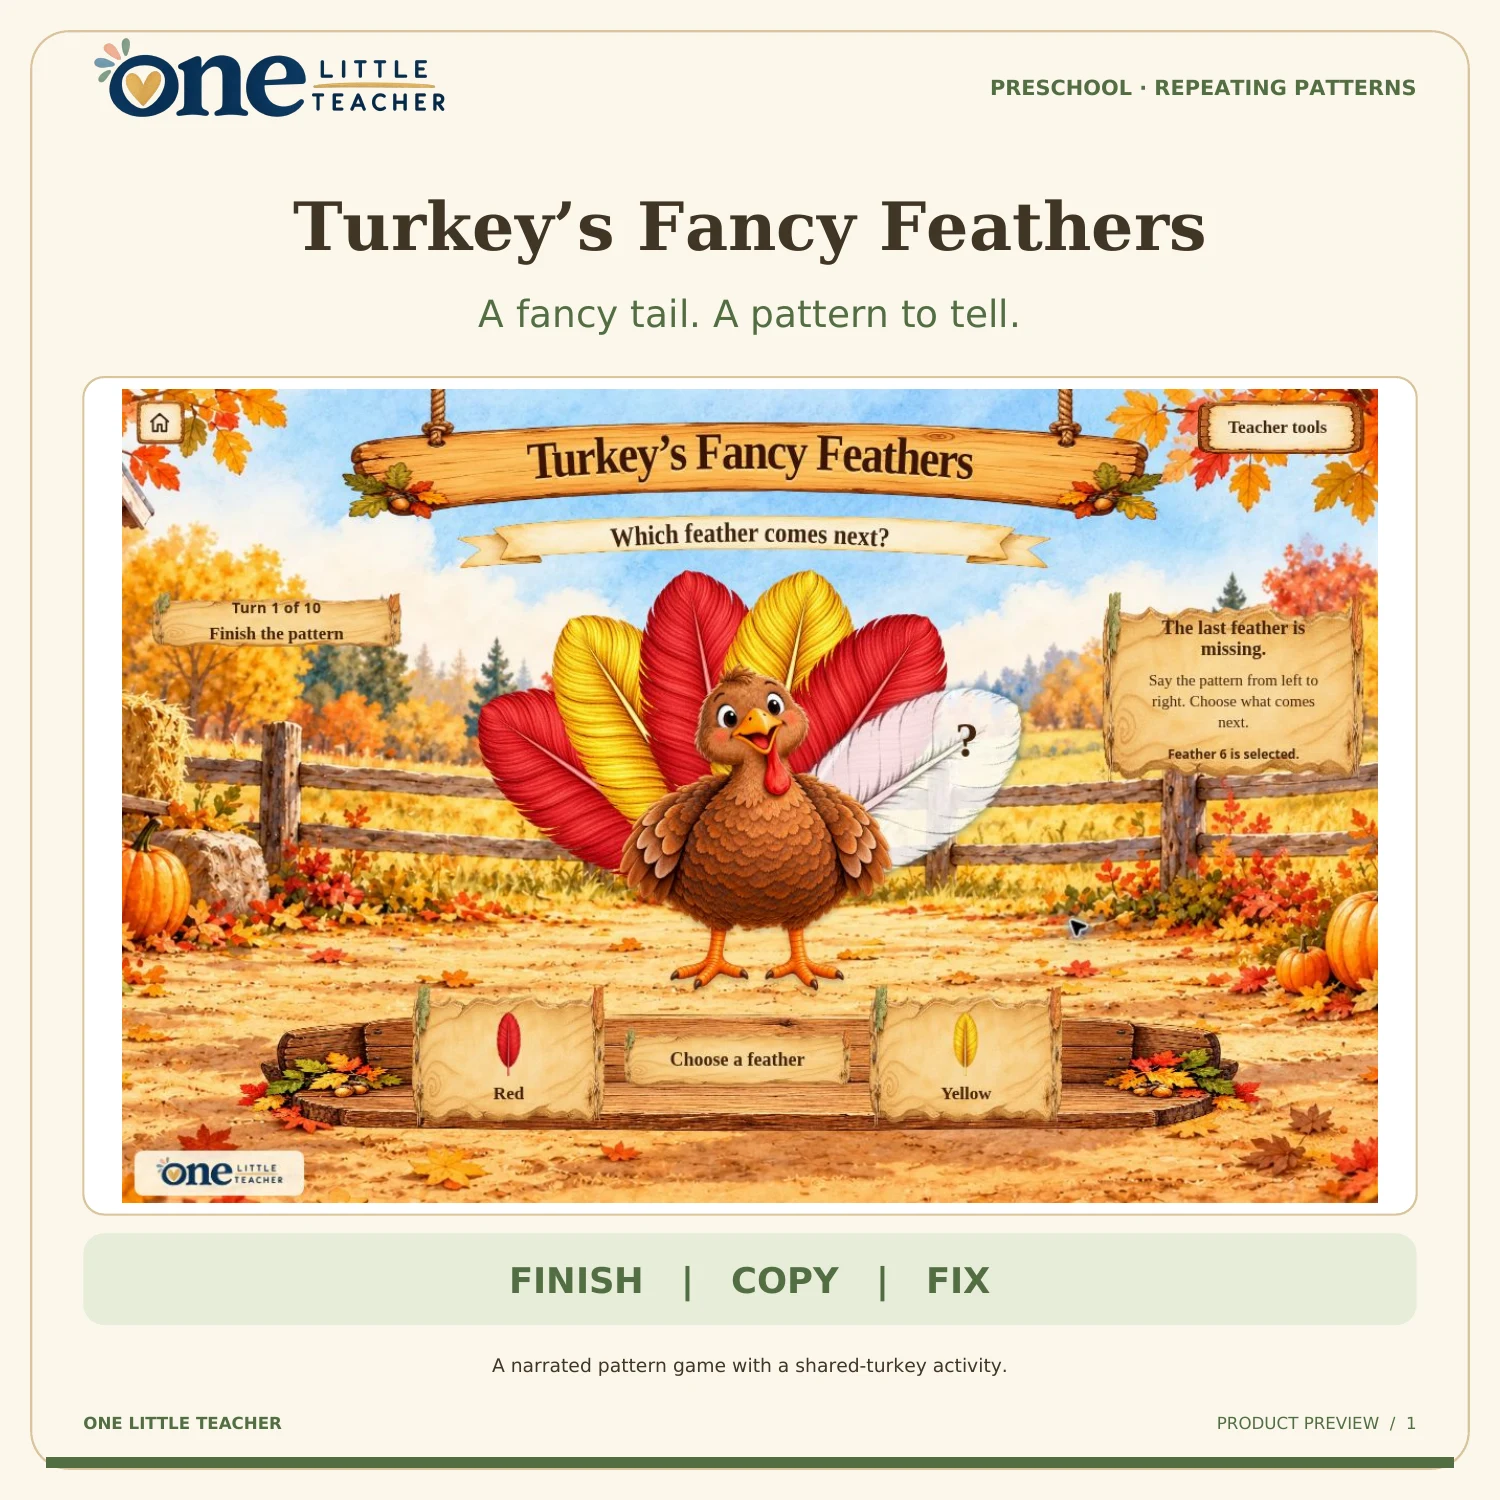 one LITTLE TEACHER
PRESCHOOL · REPEATING PATTERNS
Turkey’s Fancy Feathers
A fancy tail. A pattern to tell.
Teacher tools
Turkey’s Fancy Feathers
Which feather comes next?
Turn 1 of 10
Finish the pattern
The last feather is
missing.
Say the pattern from left to
right. Choose what comes
next.
Feather 6 is selected.
?
Red
Choose a feather
Yellow
one LITTLE TEACHER
FINISH | COPY | FIX
A narrated pattern game with a shared-turkey activity.
ONE LITTLE TEACHER
PRODUCT PREVIEW / 1